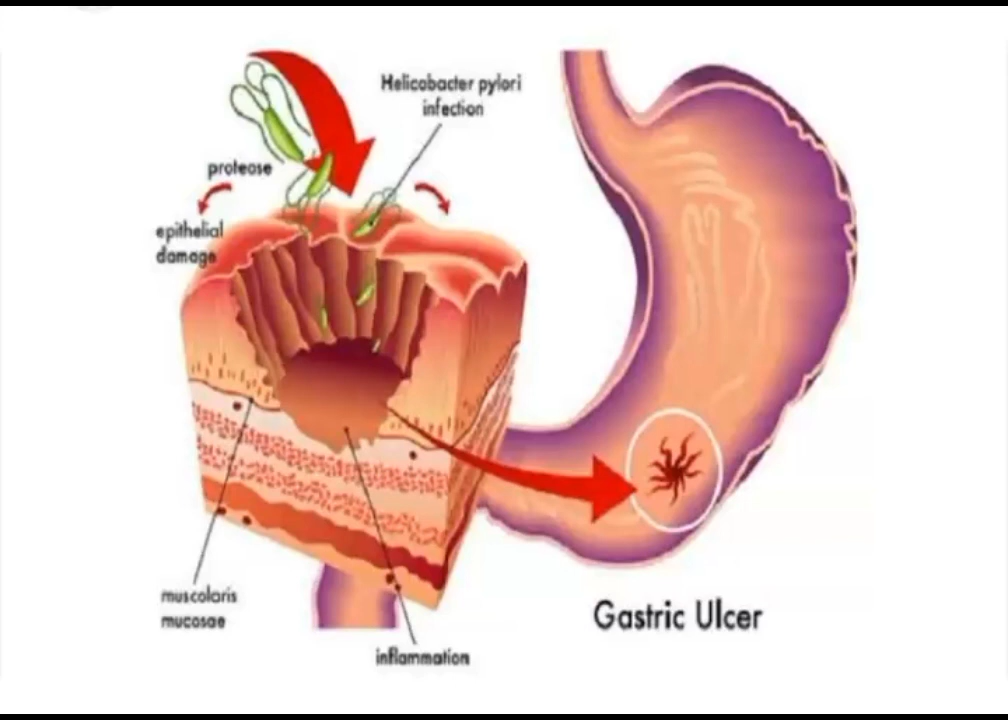 Helicobacter pylori
infection
protease
epithelial
damage
muscolaris
mucosae
inflammation
Gastric Ulcer